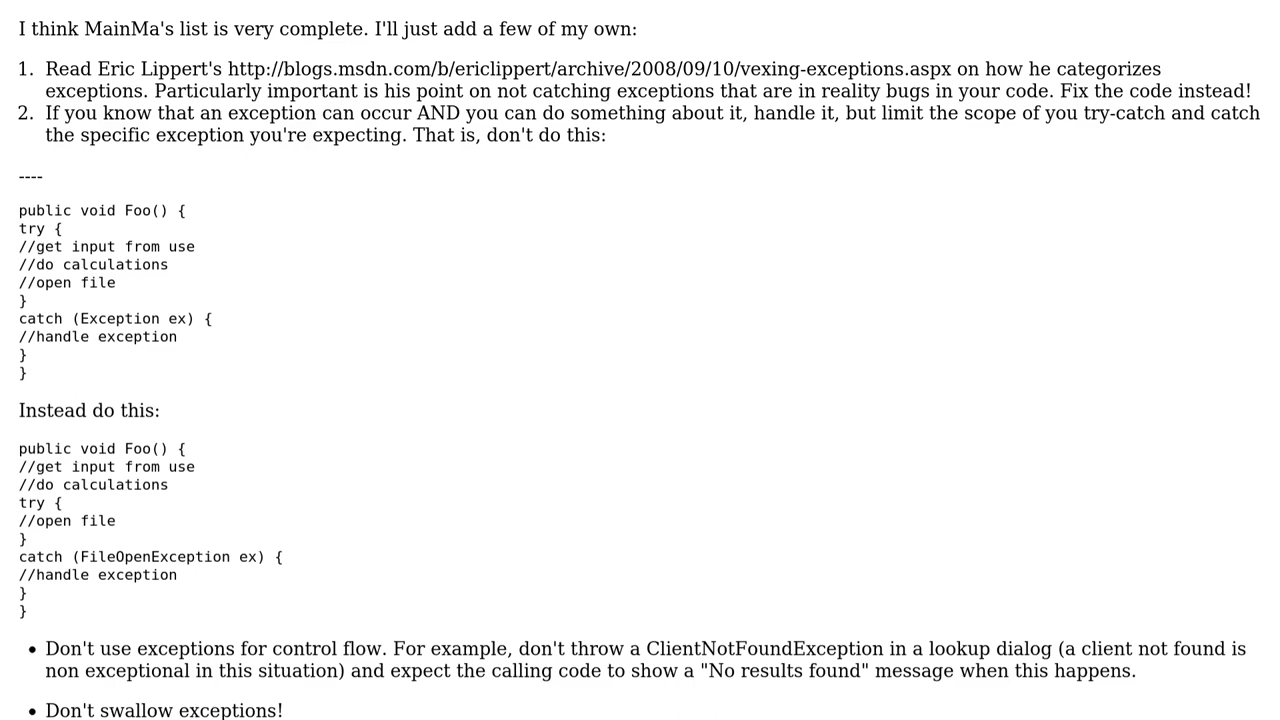 I think MainMa's list is very complete. I'll just add a few of my own:
1. Read Eric Lippert's http://blogs.msdn.com/b/ericlippert/archive/2008/09/10/vexing-exceptions.aspx on how he categorizes
exceptions. Particularly important is his point on not catching exceptions that are in reality bugs in your code. Fix the code instead!
2. If you know that an exception can occur AND you can do something about it, handle it, but limit the scope of you try-catch and catch
the specific exception you're expecting. That is, don't do this:
----
public void Foo() {
try {
//get input from use
//do calculations
//open file
}
catch (Exception ex) {
//handle exception
}
}
Instead do this:
public void Foo() {
//get input from use
//do calculations
try {
//open file
}
catch (FileOpenException ex) {
//handle exception
}
}
• Don't use exceptions for control flow. For example, don't throw a ClientNotFoundException in a lookup dialog (a client not found is
non exceptional in this situation) and expect the calling code to show a "No results found" message when this happens.
• Don't swallow exceptions!